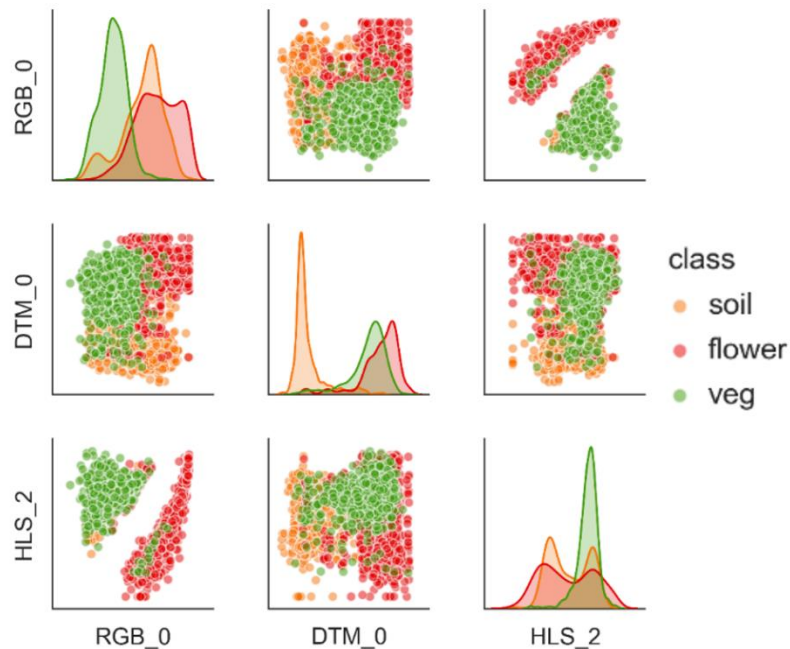 RGB_0
DTM_0
class
soil
flower
veg
HLS_2
RGB_0
DTM_0
HLS_2